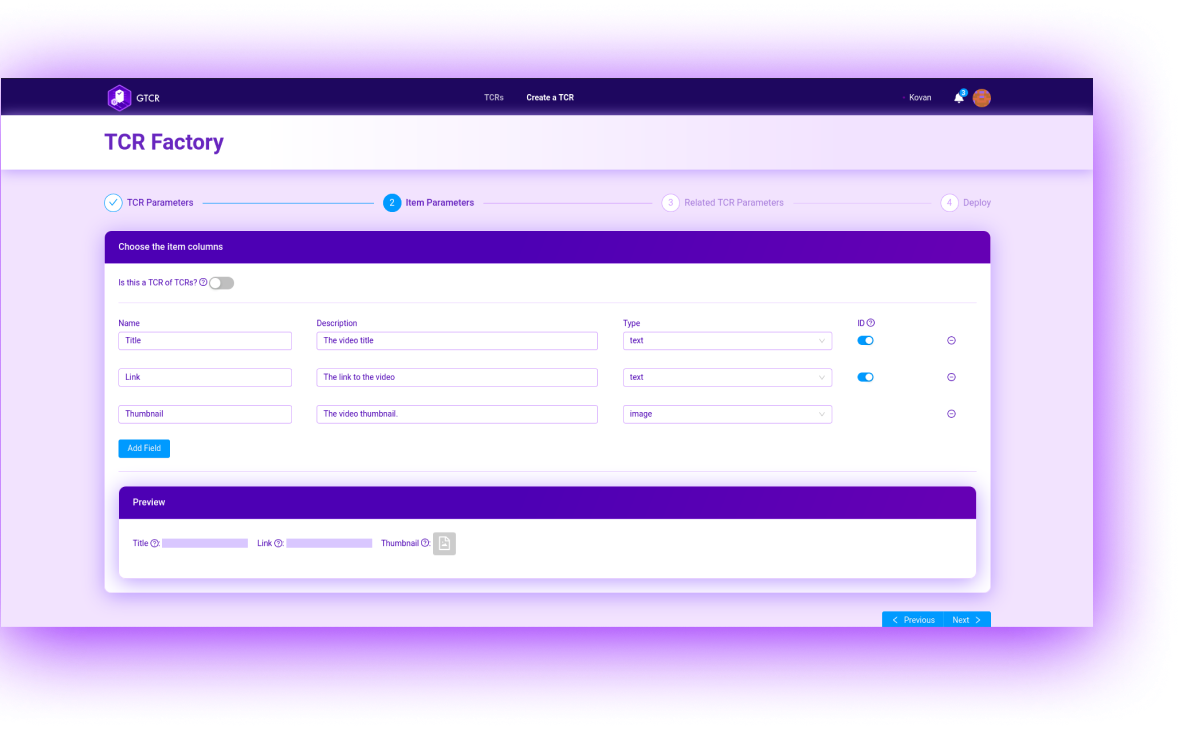 GTCR TCRs Create a TCR Kovan 3
TCR Factory
TCR Parameters 2 Item Parameters 3 Related TCR Parameters 4 Deploy
Choose the item columns
Is this a TCR of TCRs?
Name Description Type ID
Title The video title text
Link The link to the video text
Thumbnail The video thumbnail. image
Add Field
Preview
Title : Link : Thumbnail :
< Previous Next >